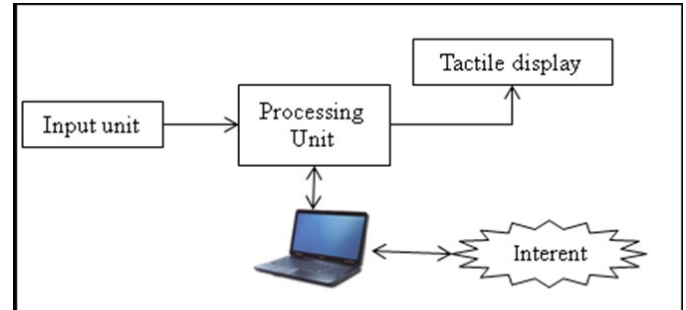 Tactile display
Input unit
Processing
Unit
Interent